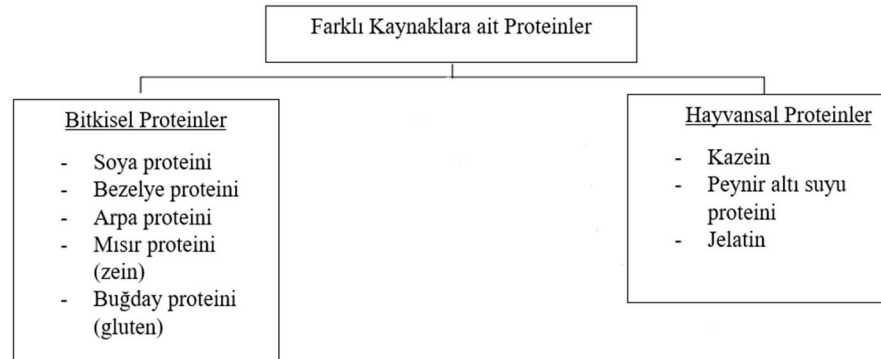 Farklı Kaynaklara ait Proteinler
Bitkisel Proteinler
- Soya proteini
- Bezelye proteini
- Arpa proteini
- Mısır proteini
(zein)
- Buğday proteini
(gluten)
Hayvansal Proteinler
- Kazein
- Peynir altı suyu
proteini
- Jelatin